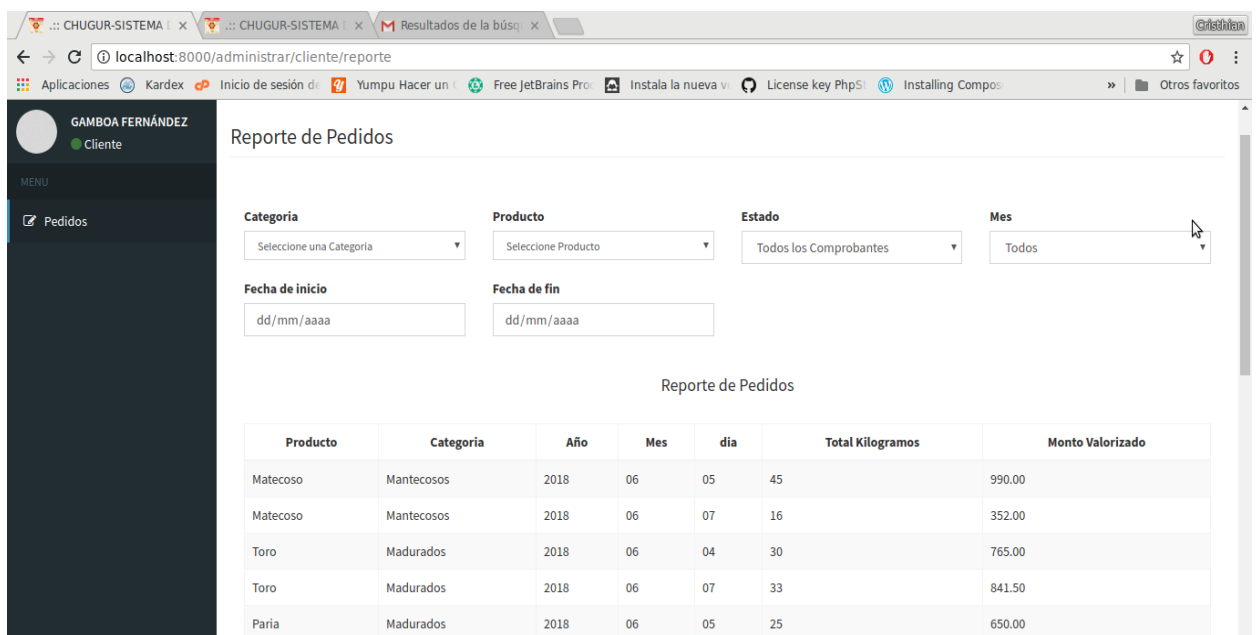 .:: CHUGUR-SISTEMA D
.:: CHUGUR-SISTEMA D
Resultados de la búsq
Cristhian
localhost:8000/administrar/cliente/reporte
Aplicaciones
Kardex
Inicio de sesión de
Yumpu Hacer un
Free JetBrains Pro
Instala la nueva v
License key PhpSt
Installing Compos
»
Otros favoritos
GAMBOA FERNÁNDEZ
Cliente
MENU
Pedidos
Reporte de Pedidos
Categoria Producto Estado Mes
Seleccione una Categoria Seleccione Producto Todos los Comprobantes Todos
Fecha de inicio Fecha de fin
dd/mm/aaaa dd/mm/aaaa
Reporte de Pedidos
Producto Categoria Año Mes dia Total Kilogramos Monto Valorizado
Matecoso Mantecosos 2018 06 05 45 990.00
Matecoso Mantecosos 2018 06 07 16 352.00
Toro Madurados 2018 06 04 30 765.00
Toro Madurados 2018 06 07 33 841.50
Paria Madurados 2018 06 05 25 650.00